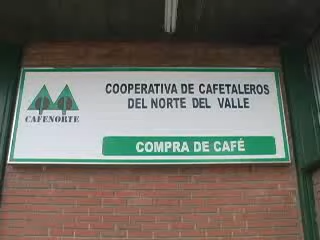 CAFENORTE
COOPERATIVA DE CAFETALEROS
DEL NORTE DEL VALLE
COMPRA DE CAFÉ